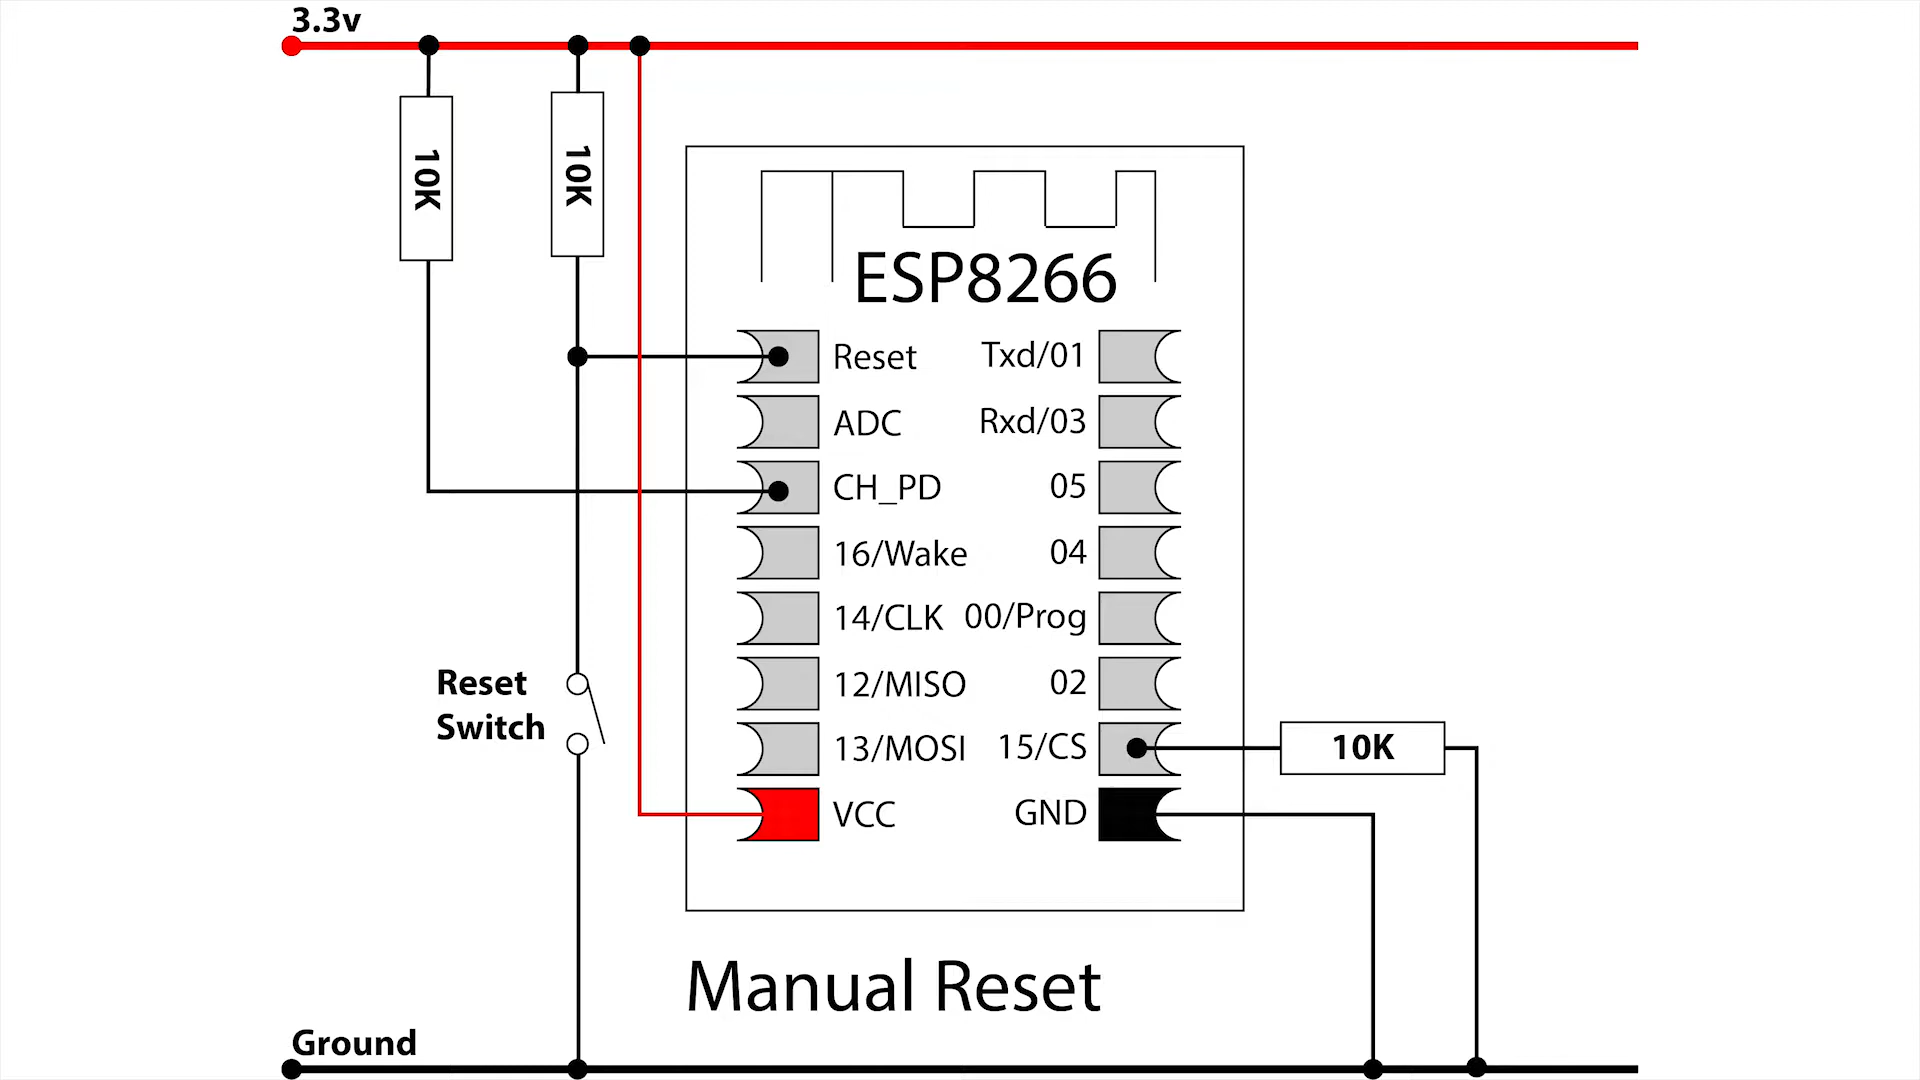 3.3v
10K
10K
ESP8266
Reset
Txd/01
ADC
Rxd/03
CH_PD
05
16/Wake
04
14/CLK
00/Prog
12/MISO
02
13/MOSI
15/CS
VCC
GND
Reset
Switch
10K
Manual Reset
Ground